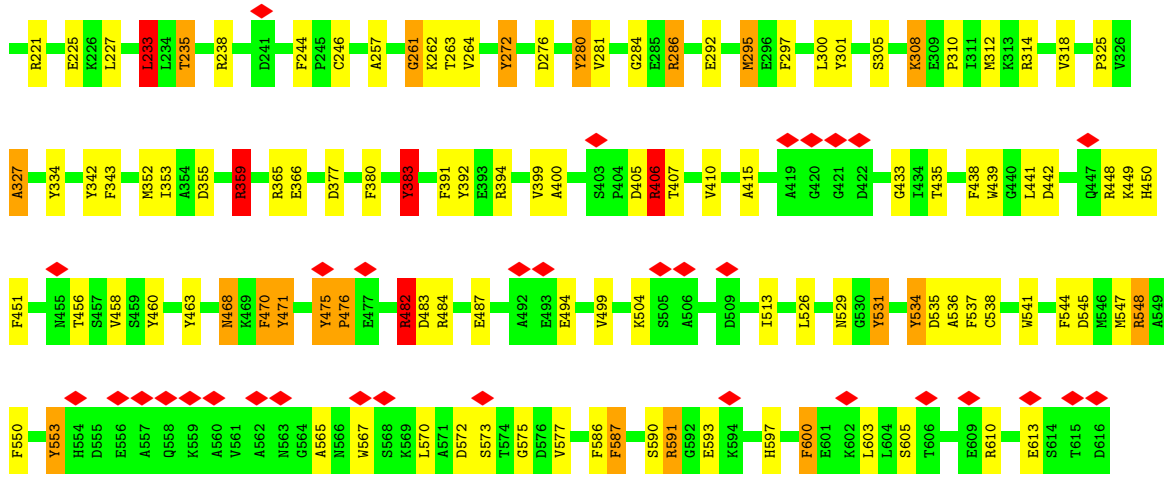 R221 E225 K226 L227 L233 L234 T235 R238 D241 F244 P245 C246 A257 G261 K262 T263 V264 Y272 D276 Y280 V281 G284 E285 R286 E292 M295 E296 F297 L300 Y301 S305 K308 E309 P310 I311 M312 K313 R314 V318 P325 V326
A327 Y334 Y342 F343 M352 I353 A354 D355 R359 R365 E366 D377 F380 Y383 F391 Y392 E393 R394 V399 A400 S403 P404 D405 R406 T407 V410 A415 A419 G420 G421 D422 G433 I434 T435 F438 W439 G440 L441 D442 Q447 R448 K449 H450
F451 N455 T456 S457 V458 S459 Y460 Y463 N468 K469 F470 Y471 Y475 P476 E477 R482 D483 R484 E487 A492 E493 E494 V499 K504 S505 A506 D509 I513 L526 N529 G530 Y531 Y534 D535 A536 F537 C538 W541 F544 D545 M546 M547 R548 A549
F550 Y553 H554 D555 E556 A557 Q558 K559 A560 V561 A562 N563 G564 A565 N566 W567 S568 K569 L570 A571 D572 S573 T574 G575 D576 V577 F586 F587 S590 R591 G592 E593 K594 H597 F600 E601 K602 L603 L604 S605 T606 E609 R610 E613 S614 T615 D616